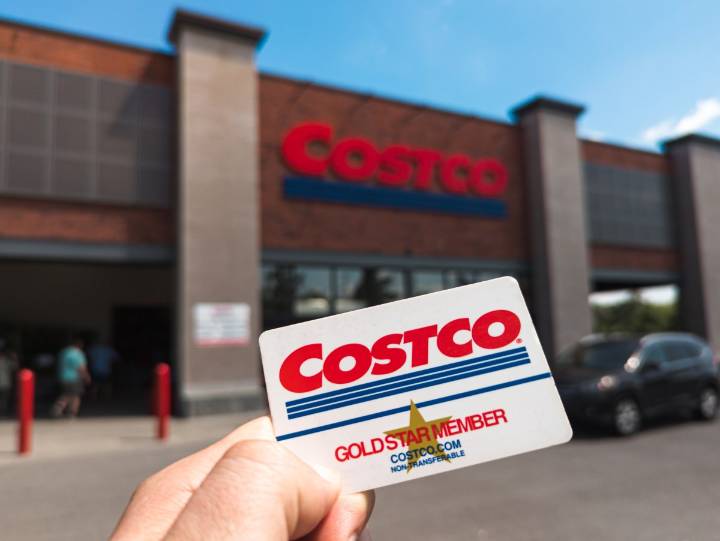 COSTCO
COSTCO®
GOLD STAR MEMBER
COSTCO.COM
NON-TRANSFERABLE